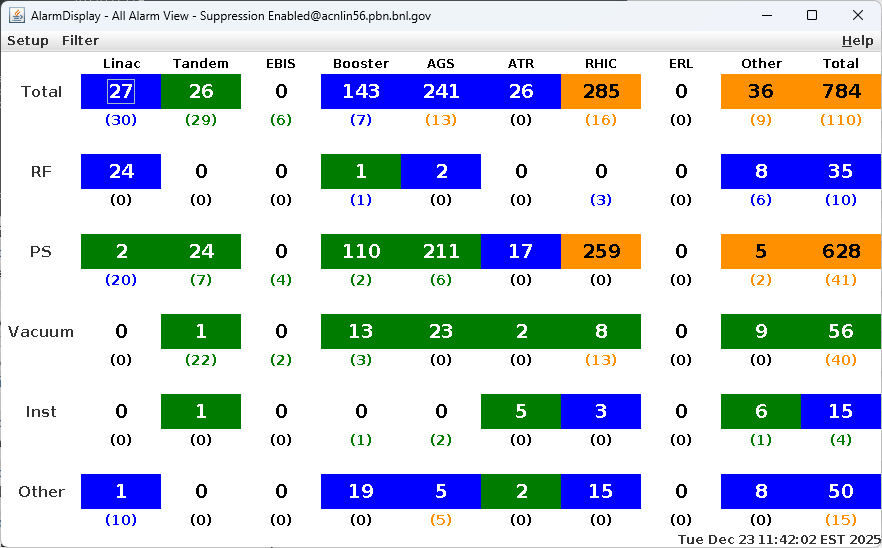 AlarmDisplay - All Alarm View - Suppression Enabled@acnlin56.pbn.bnl.gov
Setup Filter Help
Linac Tandem EBIS Booster AGS ATR RHIC ERL Other Total
Total 27 26 0 143 241 26 285 0 36 784
(30) (29) (6) (7) (13) (0) (16) (0) (9) (110)
RF 24 0 0 1 2 0 0 0 8 35
(0) (0) (0) (1) (0) (0) (3) (0) (6) (10)
PS 2 24 0 110 211 17 259 0 5 628
(20) (7) (4) (2) (6) (0) (0) (0) (2) (41)
Vacuum 0 1 0 13 23 2 8 0 9 56
(0) (22) (2) (3) (0) (0) (13) (0) (0) (40)
Inst 0 1 0 0 0 5 3 0 6 15
(0) (0) (0) (1) (2) (0) (0) (0) (1) (4)
Other 1 0 0 19 5 2 15 0 8 50
(10) (0) (0) (0) (5) (0) (0) (0) (0) (15)
Tue Dec 23 11:42:02 EST 2025